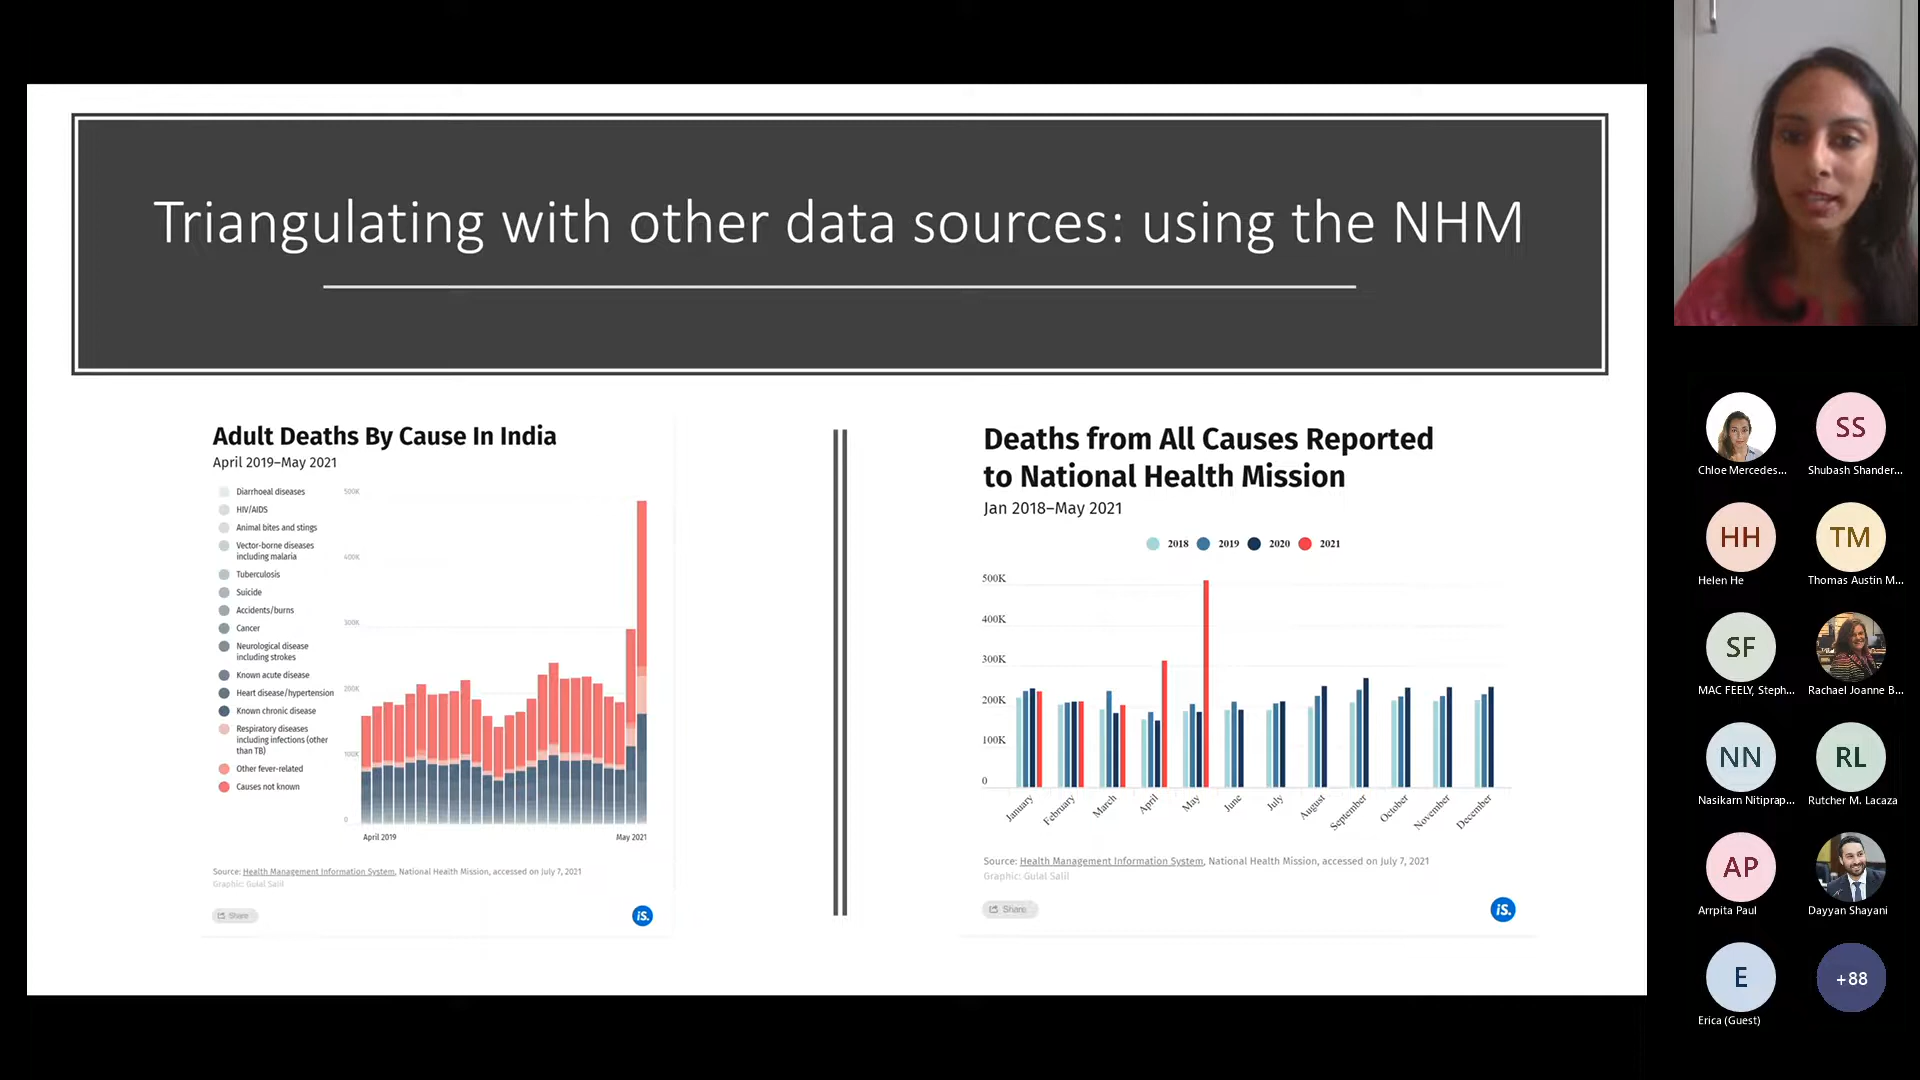 Triangulating with other data sources: using the NHM
Adult Deaths By Cause In India
April 2019–May 2021
Diarrhoeal diseases
HIV/AIDS
Animal bites and stings
Vector-borne diseases
including malaria
Tuberculosis
Suicide
Accidents/burns
Cancer
Neurological disease
including strokes
Known acute disease
Heart disease/hypertension
Known chronic disease
Respiratory diseases
including infections (other
than TB)
Other fever-related
Causes not known
500K
400K
300K
200K
100K
0
April 2019
May 2021
Source: Health Management Information System, National Health Mission, accessed on July 7, 2021
Graphic: Gulal Salil
Share
iS.
Deaths from All Causes Reported
to National Health Mission
Jan 2018–May 2021
2018 2019 2020 2021
500K
400K
300K
200K
100K
0
January February March April May June July August September October November December
Source: Health Management Information System, National Health Mission, accessed on July 7, 2021
Graphic: Gulal Salil
Share
iS.
SS
Chloe Mercedes... Shubash Shander...
HH TM
Helen He Thomas Austin M...
SF
MAC FEELY, Steph... Rachael Joanne B...
NN RL
Nasikarn Nitiprap... Rutcher M. Lacaza
AP
Arrpita Paul Dayyan Shayani
E +88
Erica (Guest)